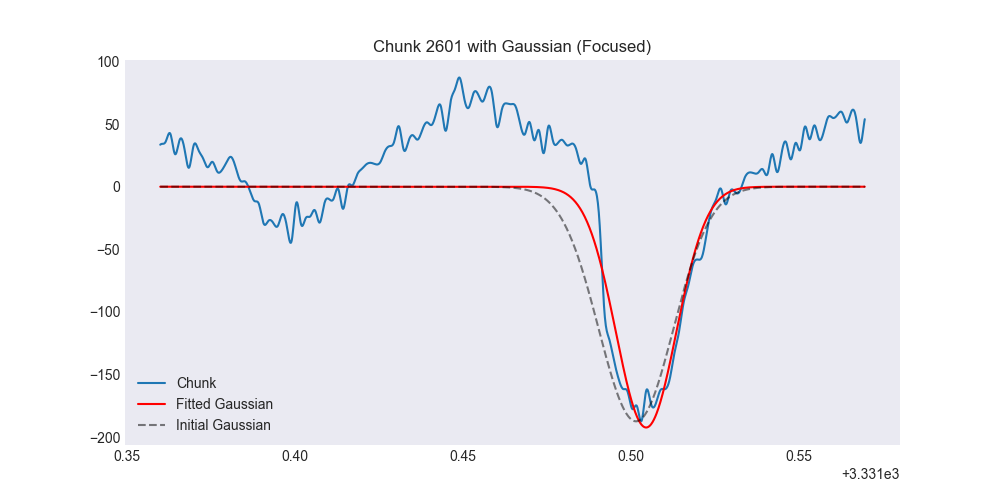 Chunk 2601 with Gaussian (Focused)
100
50
0
−50
−100
−150
−200
Chunk
Fitted Gaussian
Initial Gaussian
0.35 0.40 0.45 0.50 0.55
+3.331e3